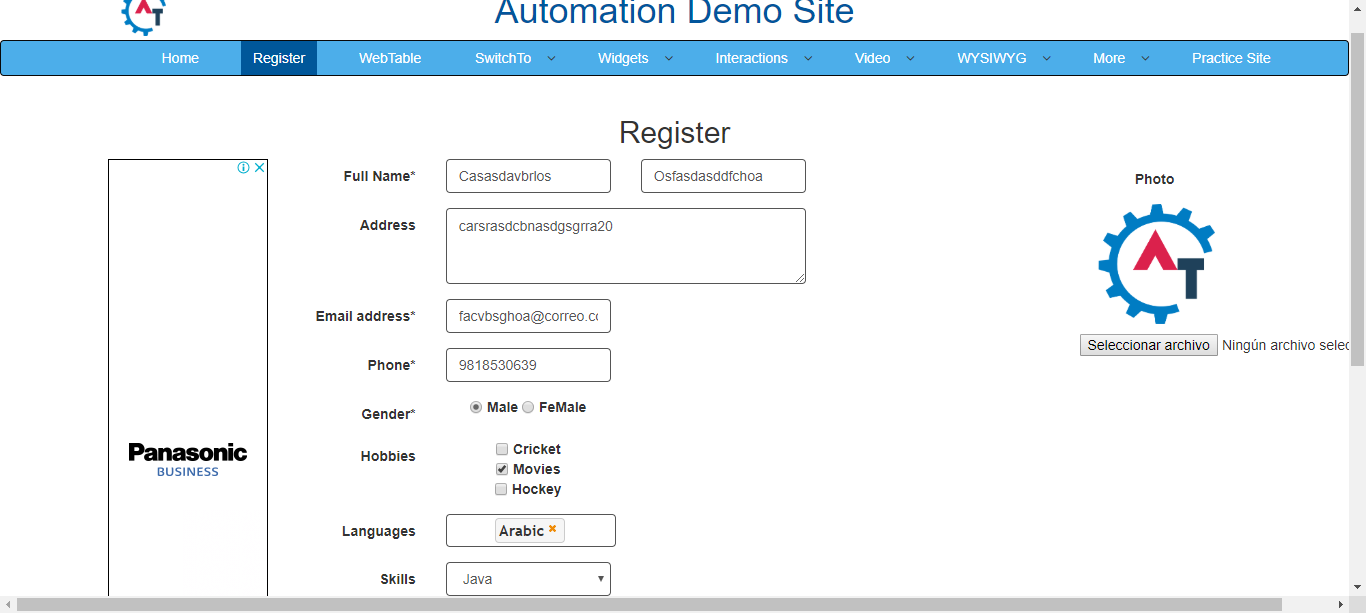 Automation Demo Site
Home Register WebTable SwitchTo Widgets Interactions Video WYSIWYG More Practice Site
Register
Full Name* Casasdavbrlos Osfasdasddfchoa
Photo
Address carsrasdcbnasdgsgrra20
AT
Email address* facvbsghoa@correo.co
Seleccionar archivo Ningún archivo selec
Phone* 9818530639
Gender* Male FeMale
Hobbies Cricket
Movies
Hockey
Panasonic
BUSINESS
Languages Arabic
Skills Java